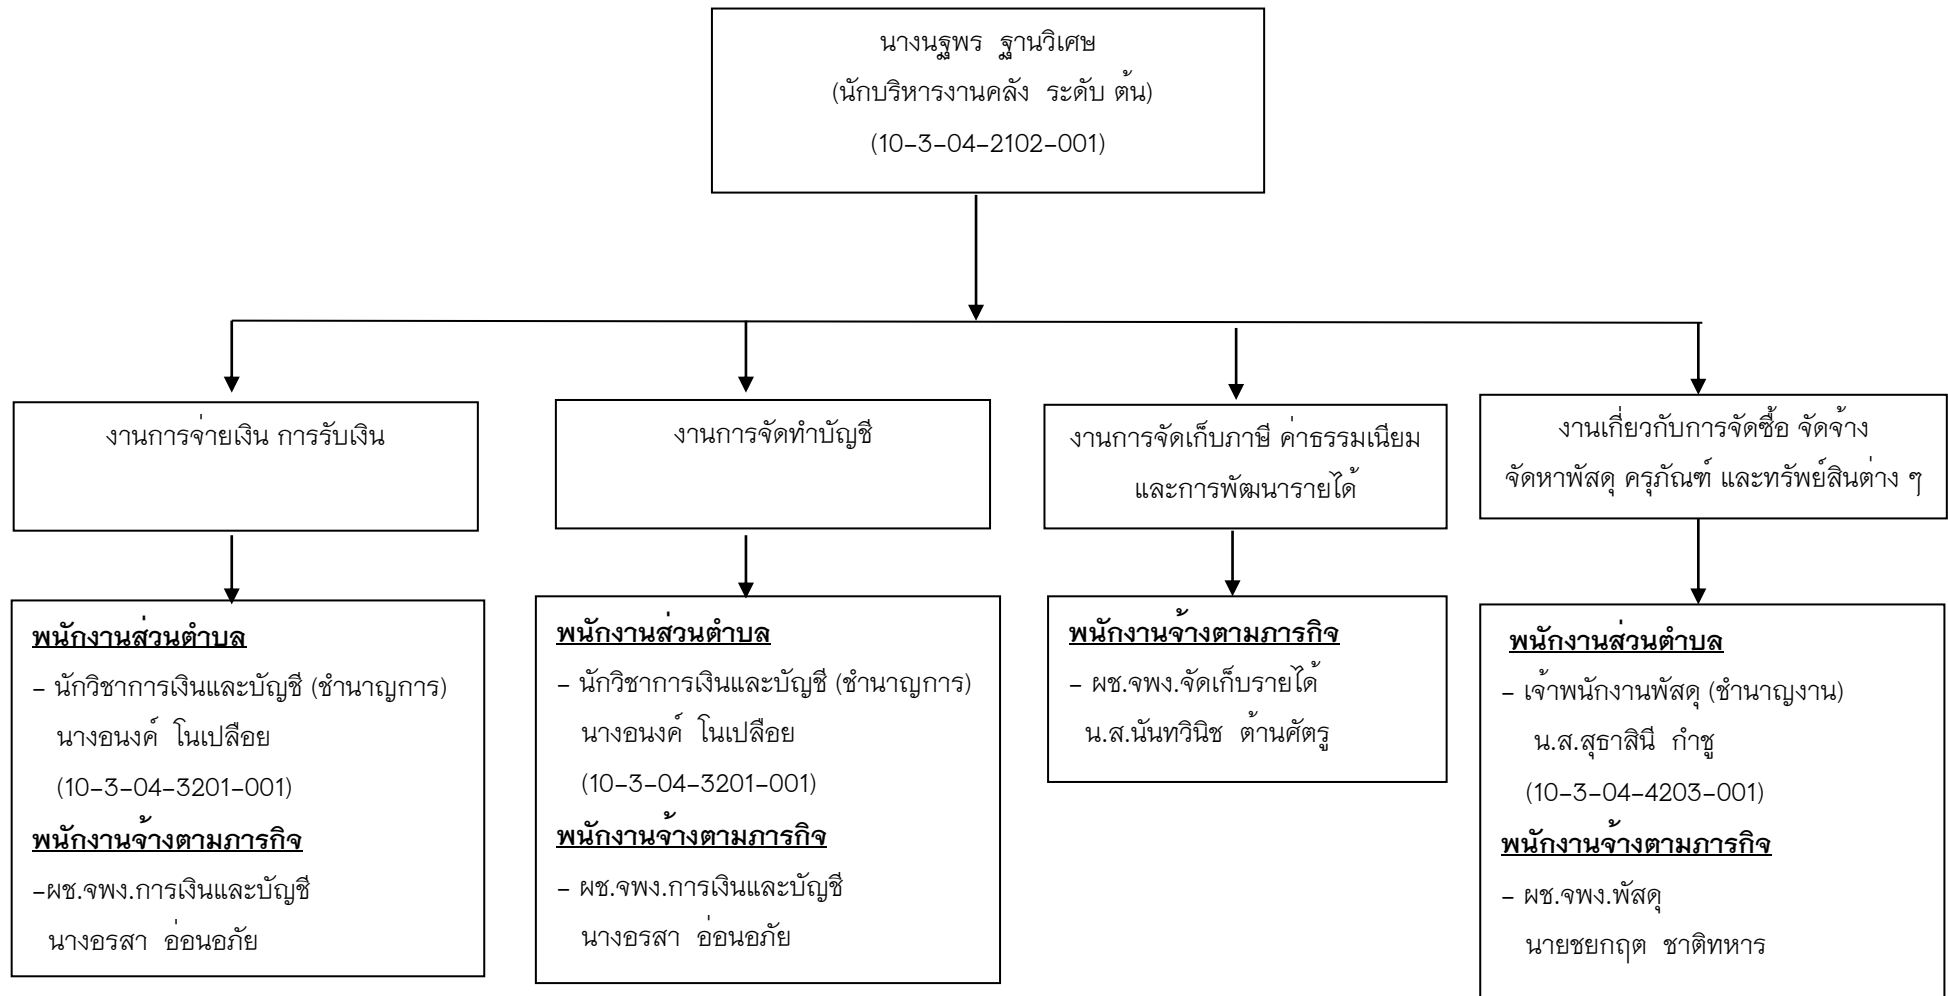 นางนฐพร ฐานวิเศษ
(นักบริหารงานคลัง ระดับ ต้น)
(10-3-04-2102-001)
งานการจ่ายเงิน การรับเงิน
งานการจัดทำบัญชี
งานการจัดเก็บภาษี ค่าธรรมเนียม
และการพัฒนารายได้
งานเกี่ยวกับการจัดซื้อ จัดจ้าง
จัดหาพัสดุ ครุภัณฑ์ และทรัพย์สินต่าง ๆ
พนักงานส่วนตำบล
- นักวิชาการเงินและบัญชี (ชำนาญการ)
นางอนงค์ โนเปลือย
(10-3-04-3201-001)
พนักงานจ้างตามภารกิจ
-ผช.จพง.การเงินและบัญชี
นางอรสา อ่อนอภัย
พนักงานส่วนตำบล
- นักวิชาการเงินและบัญชี (ชำนาญการ)
นางอนงค์ โนเปลือย
(10-3-04-3201-001)
พนักงานจ้างตามภารกิจ
- ผช.จพง.การเงินและบัญชี
นางอรสา อ่อนอภัย
พนักงานจ้างตามภารกิจ
- ผช.จพง.จัดเก็บรายได้
น.ส.นันทวินิช ต้านศัตรู
พนักงานส่วนตำบล
- เจ้าพนักงานพัสดุ (ชำนาญงาน)
น.ส.สุธาสินี กำชู
(10-3-04-4203-001)
พนักงานจ้างตามภารกิจ
- ผช.จพง.พัสดุ
นายชยกฤต ชาติทหาร